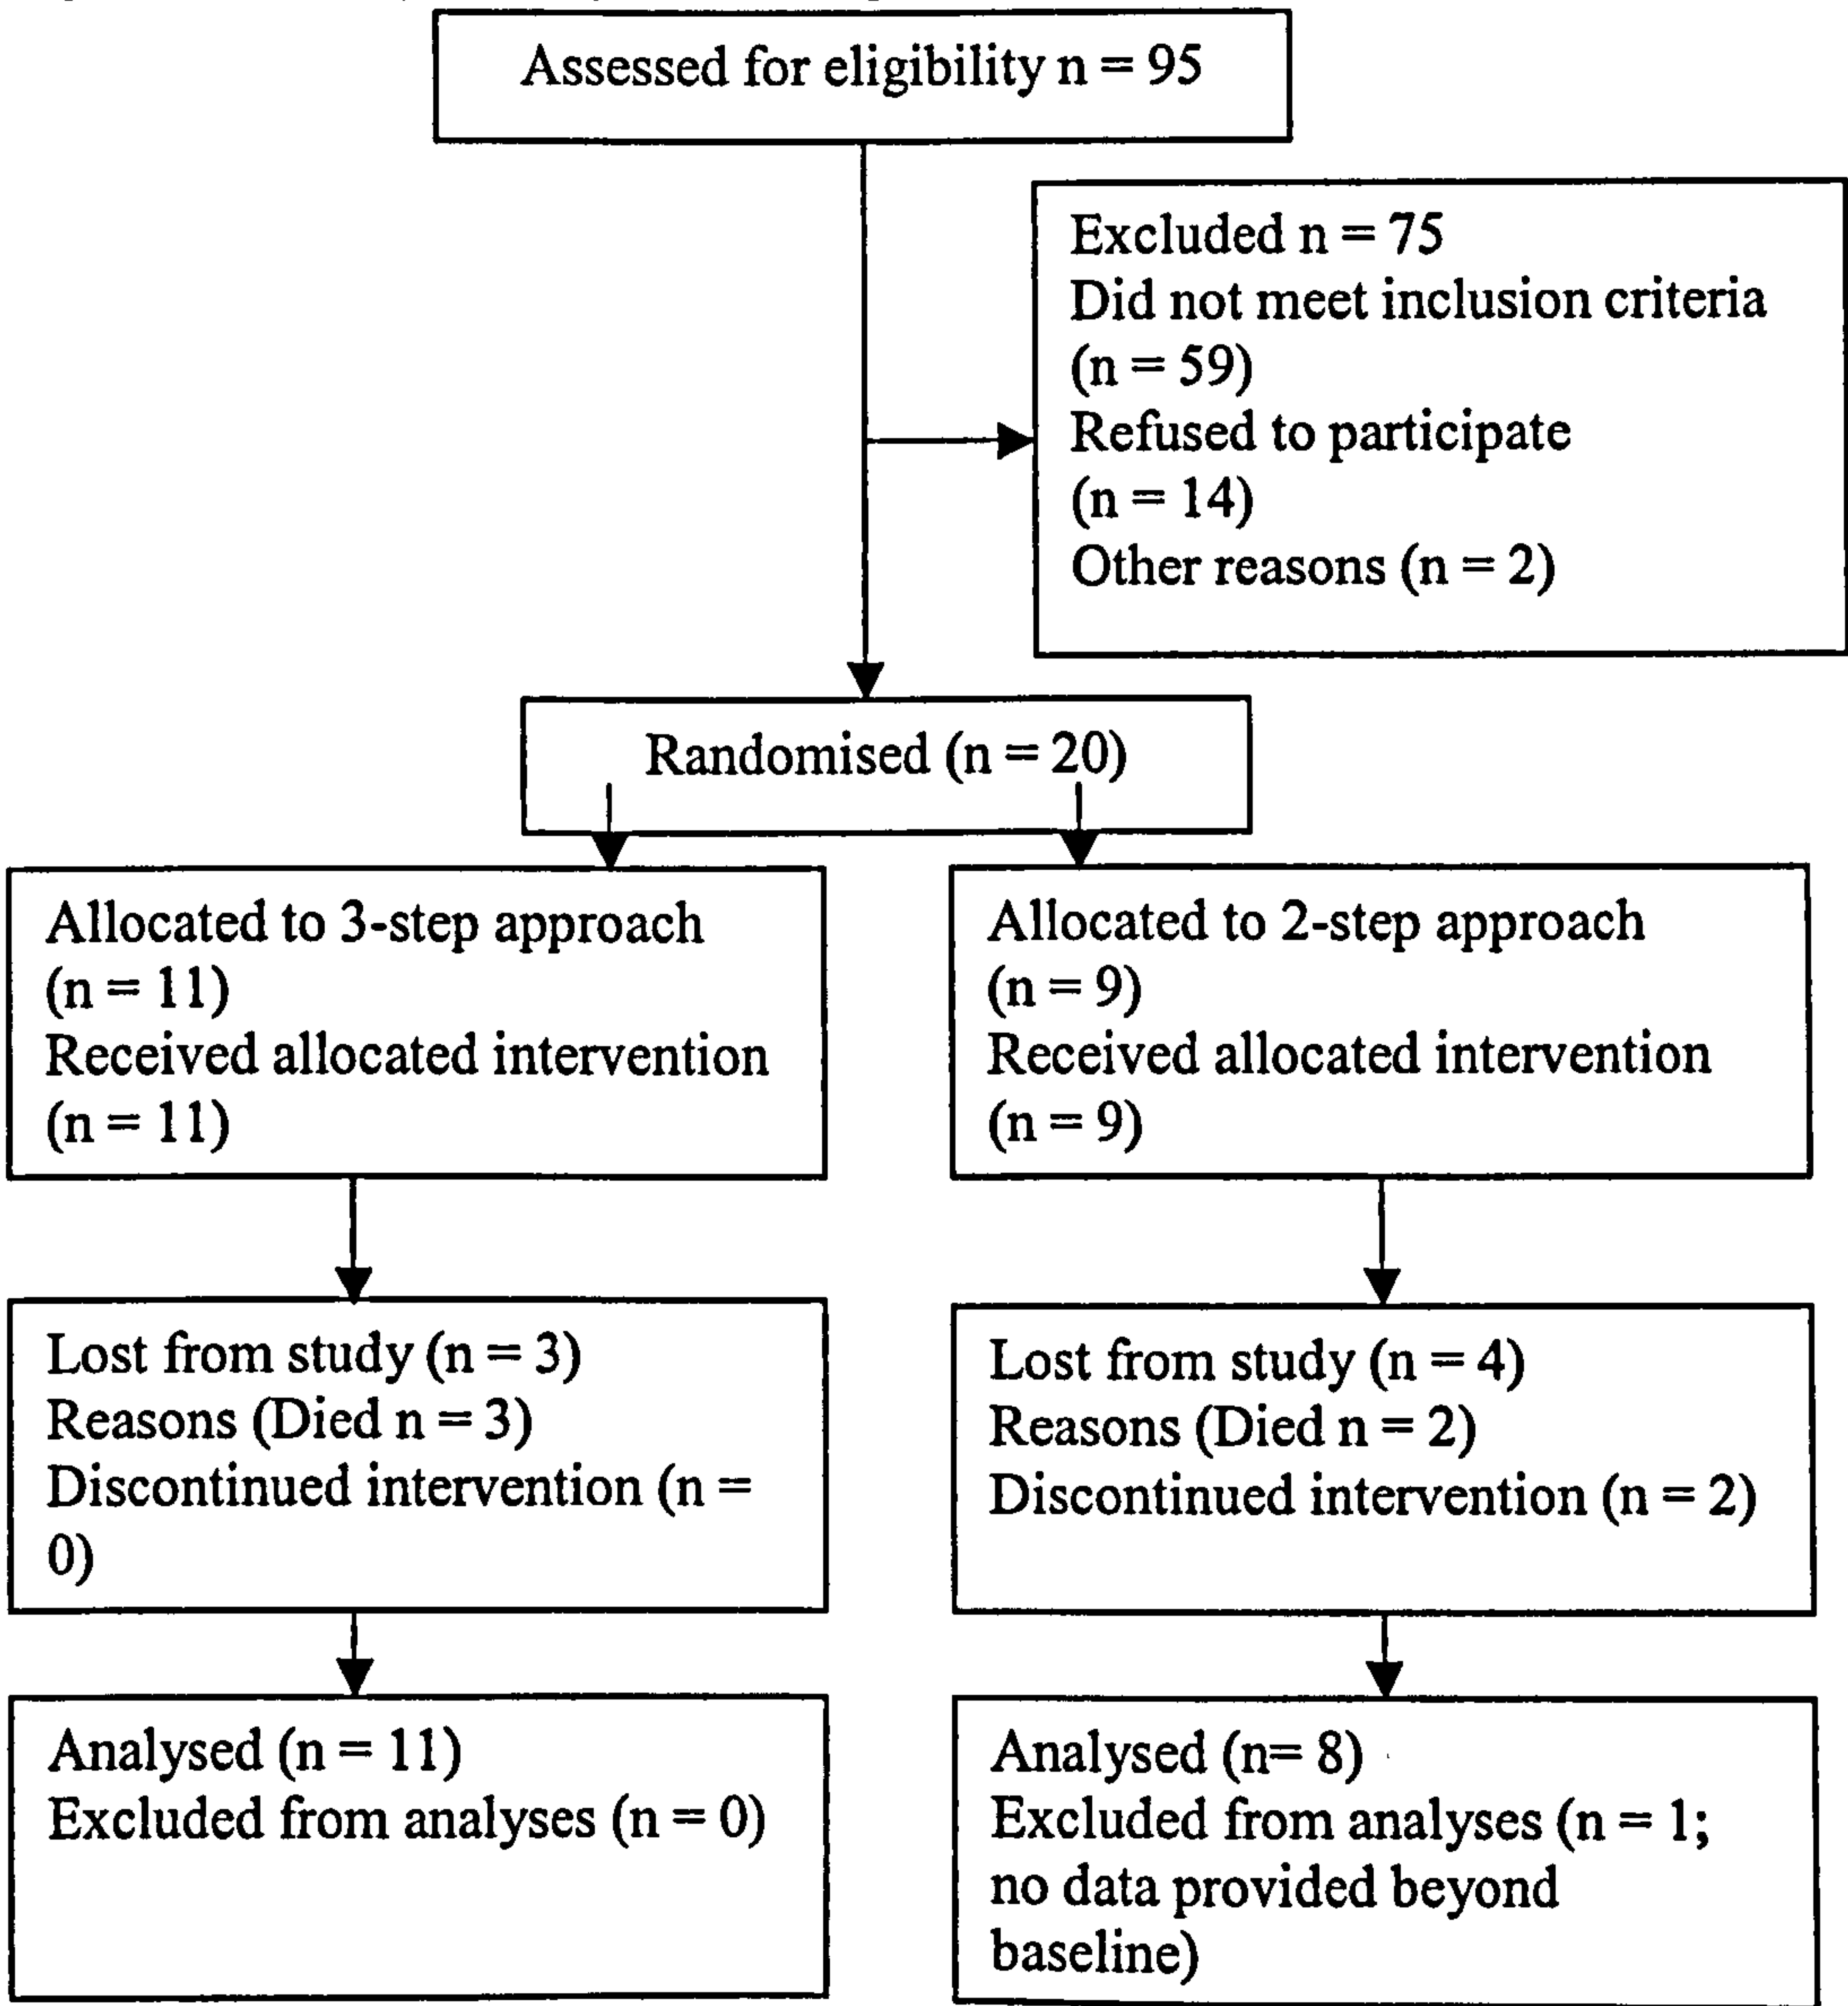 Assessed for eligibility n = 95
Excluded n = 75
Did not meet inclusion criteria
(n = 59)
Refused to participate
(n = 14)
Other reasons (n = 2)
Randomised (n = 20)
Allocated to 3-step approach
(n = 11)
Received allocated intervention
(n = 11)
Allocated to 2-step approach
(n = 9)
Received allocated intervention
(n = 9)
Lost from study (n = 3)
Reasons (Died n = 3)
Discontinued intervention (n =
0)
Lost from study (n = 4)
Reasons (Died n = 2)
Discontinued intervention (n = 2)
Analysed (n = 11)
Excluded from analyses (n = 0)
Analysed (n= 8)
Excluded from analyses (n = 1;
no data provided beyond
baseline)